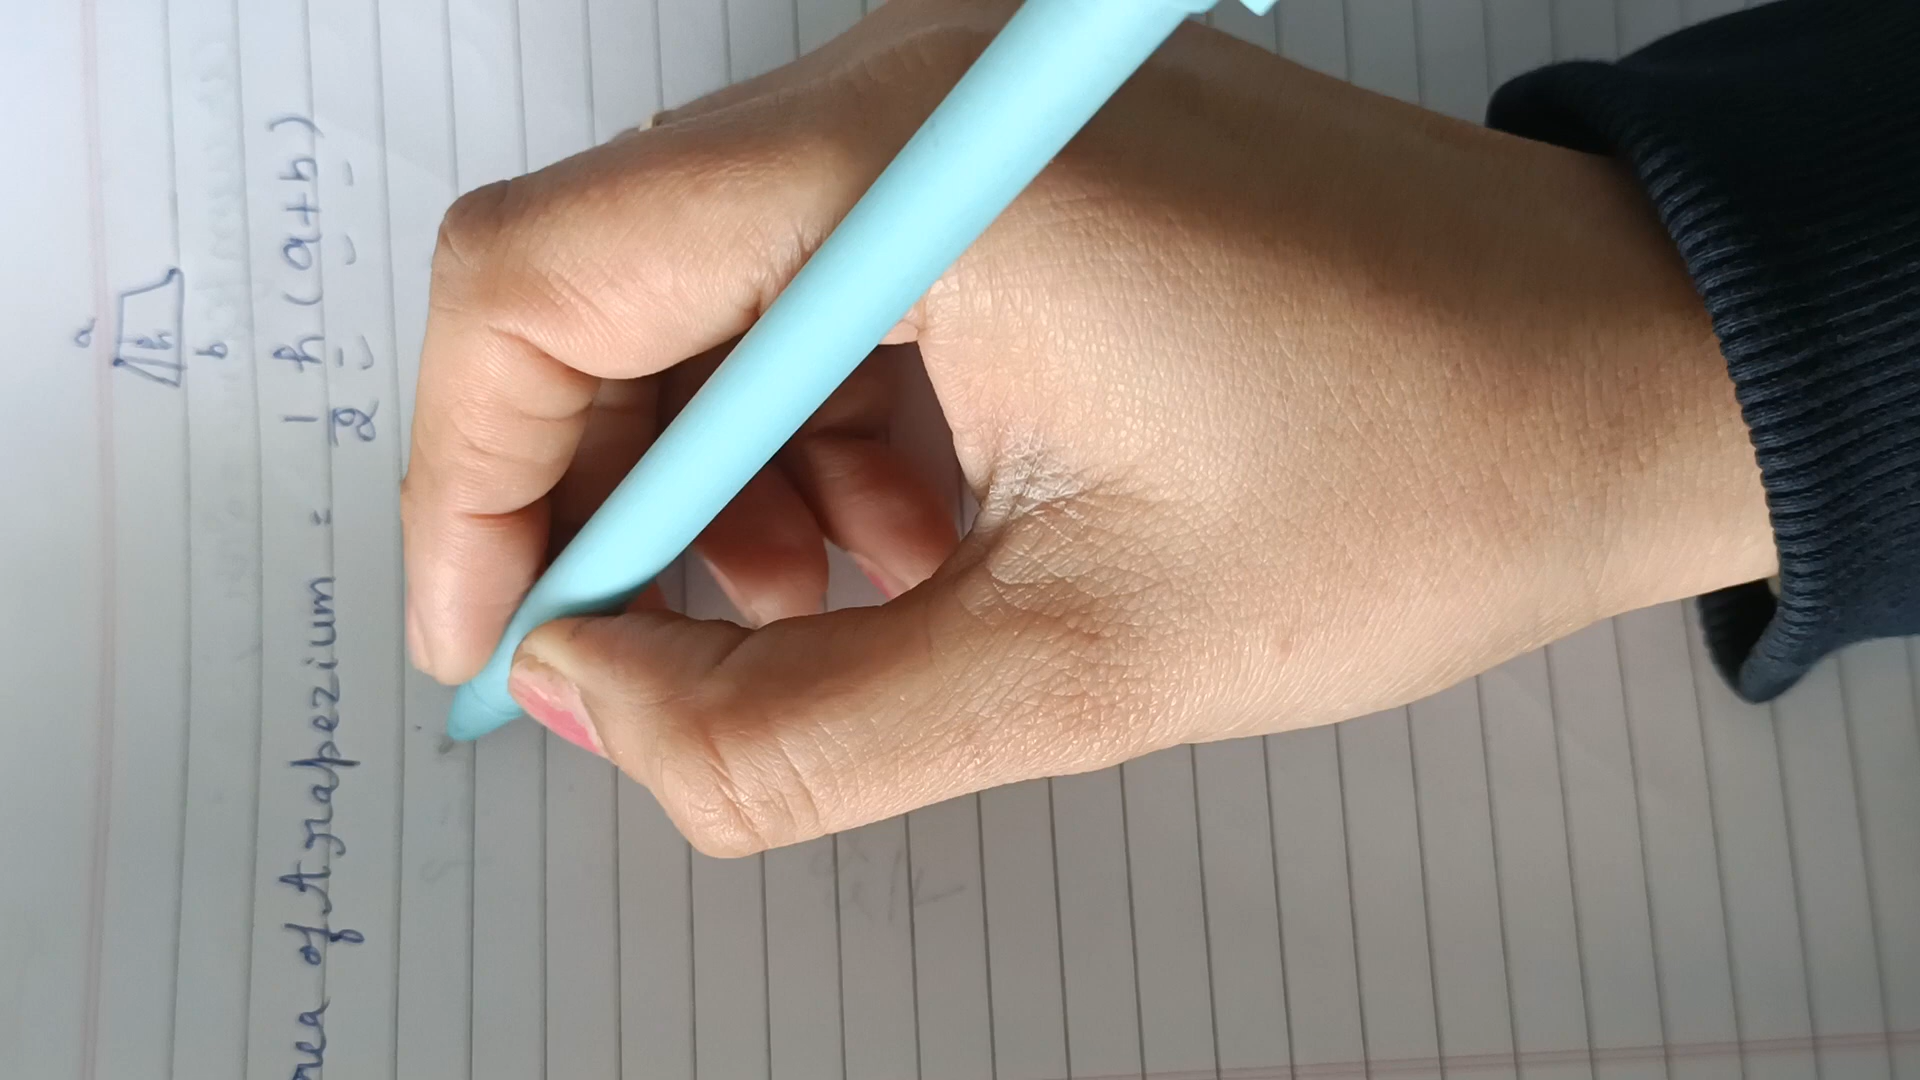 a
h
b
rea of A trapezium = 1/2 h (a+b)